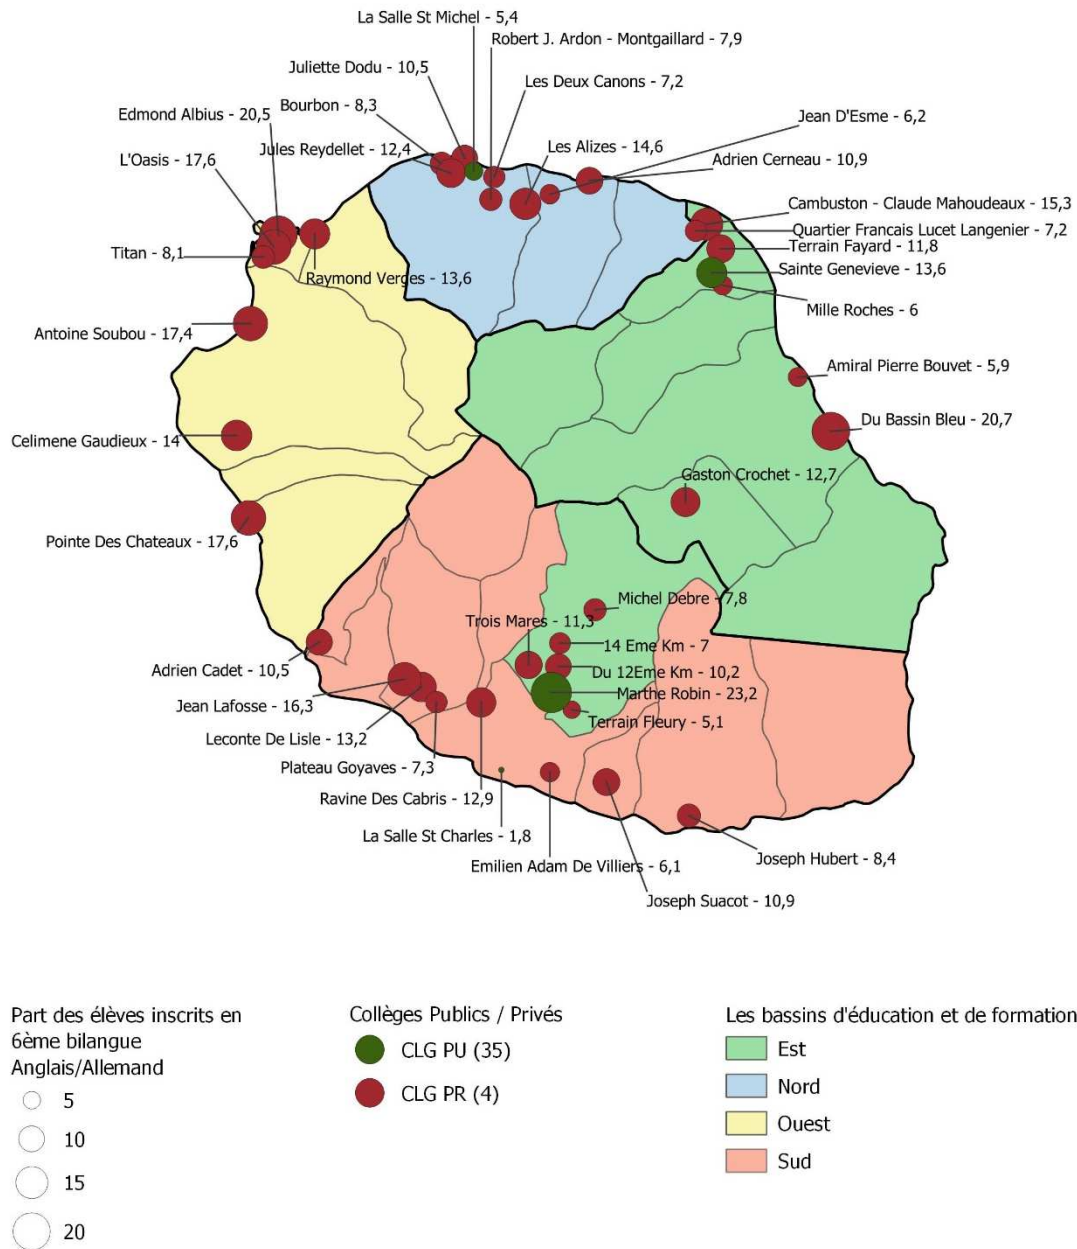 La Salle St Michel - 5,4
Robert J. Ardon - Montgaillard - 7,9
Juliette Dodu - 10,5
Les Deux Canons - 7,2
Bourbon - 8,3
Edmond Albius - 20,5
Jean D'Esme - 6,2
Jules Reydellet - 12,4
Les Alizes - 14,6
L'Oasis - 17,6
Adrien Cerneau - 10,9
Cambuston - Claude Mahoudeaux - 15,3
Quartier Francais Lucet Langenier - 7,2
Terrain Fayard - 11,8
Titan - 8,1
Sainte Genevieve - 13,6
Raymond Verges - 13,6
Mille Roches - 6
Antoine Soubou - 17,4
Amiral Pierre Bouvet - 5,9
Du Bassin Bleu - 20,7
Celimene Gaudieux - 14
Gaston Crochet - 12,7
Pointe Des Chateaux - 17,6
Michel Debre - 7,8
Trois Mares - 11,3
14 Eme Km - 7
Adrien Cadet - 10,5
Du 12Eme Km - 10,2
Marthe Robin - 23,2
Jean Lafosse - 16,3
Terrain Fleury - 5,1
Leconte De Lisle - 13,2
Plateau Goyaves - 7,3
Ravine Des Cabris - 12,9
La Salle St Charles - 1,8
Emilien Adam De Villiers - 6,1
Joseph Hubert - 8,4
Joseph Suacot - 10,9
Part des élèves inscrits en
6ème bilangue
Anglais/Allemand
5
10
15
20
Collèges Publics / Privés
CLG PU (35)
CLG PR (4)
Les bassins d'éducation et de formation
Est
Nord
Ouest
Sud